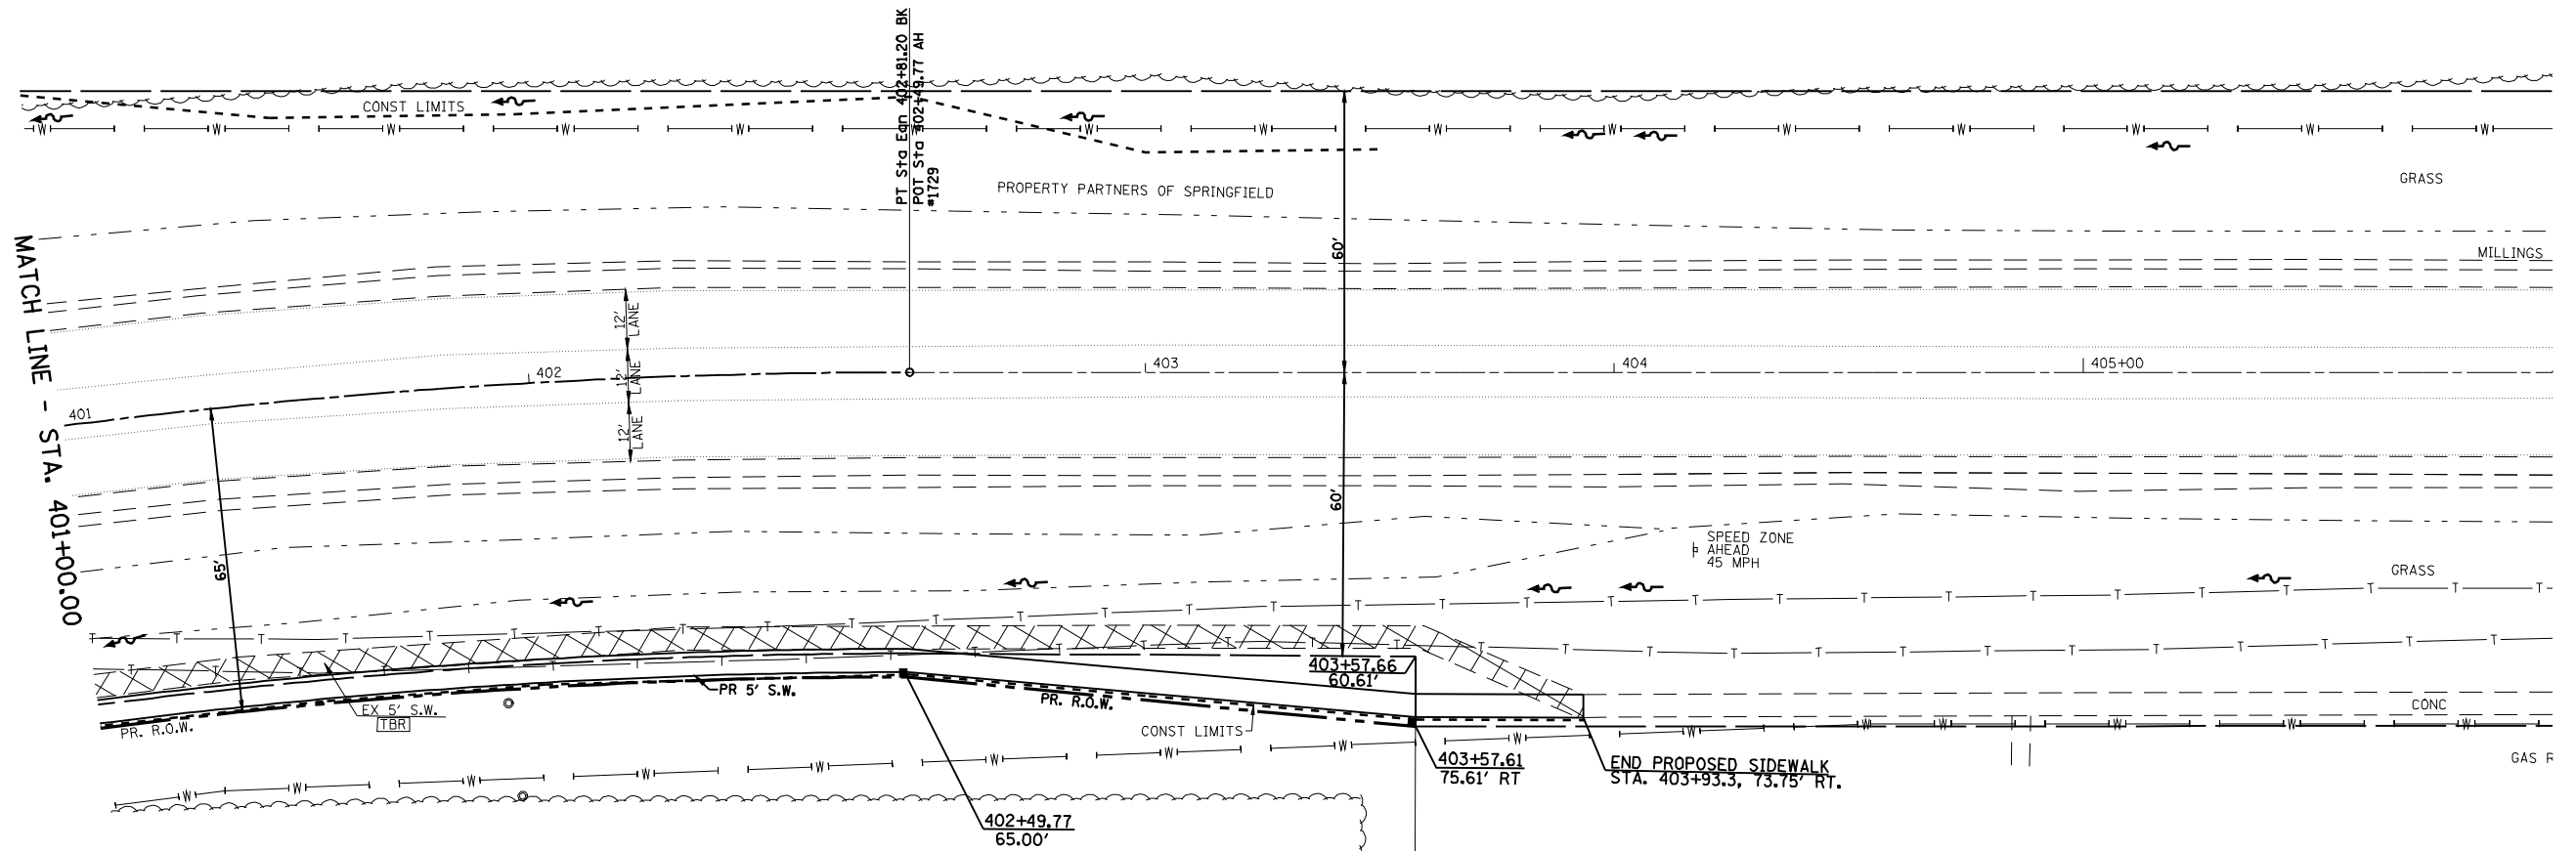 PT Sta Eqn 402+81.20 BK
POT Sta 402+49.77 AH
#1729
CONST LIMITS
PROPERTY PARTNERS OF SPRINGFIELD
GRASS
MILLINGS
MATCH LINE - STA. 401+00.00
60'
12'
LANE
12'
LANE
12'
LANE
401
402
403
404
405+00
60'
65'
SPEED ZONE
AHEAD
45 MPH
GRASS
403+57.66
60.61'
PR 5' S.W.
PR. R.O.W.
EX 5' S.W.
TBR
PR. R.O.W.
CONST LIMITS
CONC
403+57.61
75.61' RT
END PROPOSED SIDEWALK
STA. 403+93.3, 73.75' RT.
GAS
402+49.77
65.00'
W W W W W W W W W W W W W W W
T T T T T T T T T T T T T T T T T T
W W W W W W W W W W W W W W